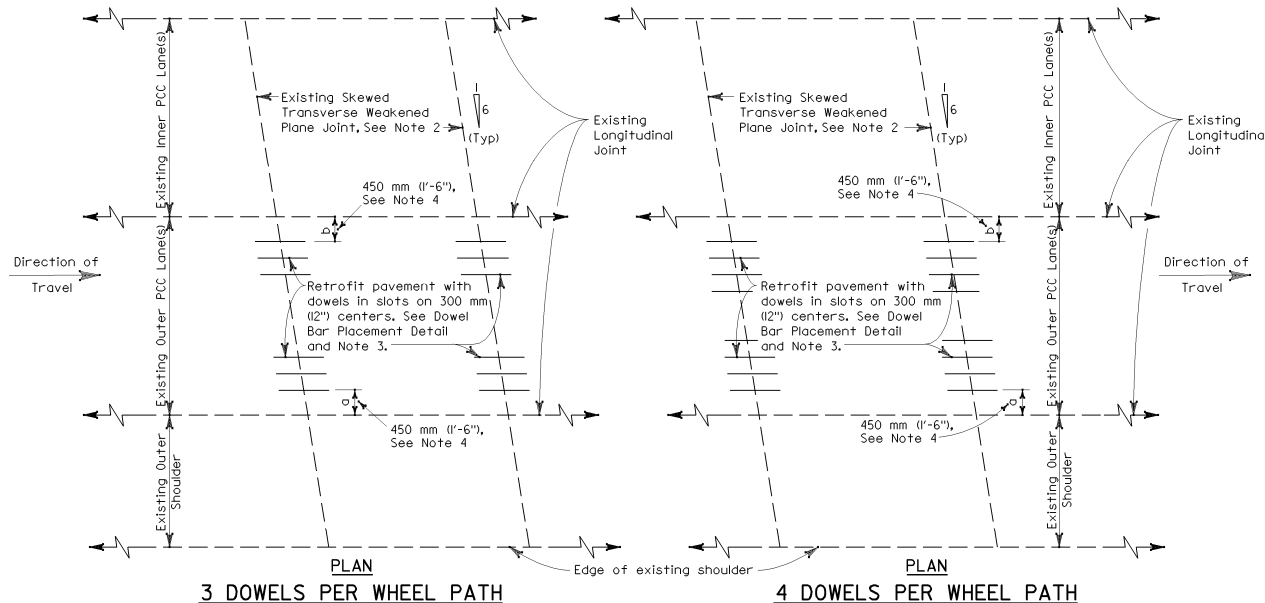 Existing Inner PCC Lane(s)
Existing Skewed
Transverse Weakened
Plane Joint, See Note 2
1
6
(Typ)
Existing
Longitudinal
Joint
450 mm (1'-6"),
See Note 4
b
Direction of
Travel
Existing Outer PCC Lane(s)
Retrofit pavement with
dowels in slots on 300 mm
(12") centers. See Dowel
Bar Placement Detail
and Note 3.
a
450 mm (1'-6"),
See Note 4
Existing Outer
Shoulder
PLAN
3 DOWELS PER WHEEL PATH
Edge of existing shoulder
Existing Skewed
Transverse Weakened
Plane Joint, See Note 2
1
6
(Typ)
Existing Inner PCC Lane(s)
Existing
Longitudina
Joint
450 mm (1'-6"),
See Note 4
b
Retrofit pavement with
dowels in slots on 300 mm
(12") centers. See Dowel
Bar Placement Detail
and Note 3.
Existing Outer PCC Lane(s)
Direction of
Travel
a
450 mm (1'-6"),
See Note 4
Existing Outer
Shoulder
PLAN
4 DOWELS PER WHEEL PATH